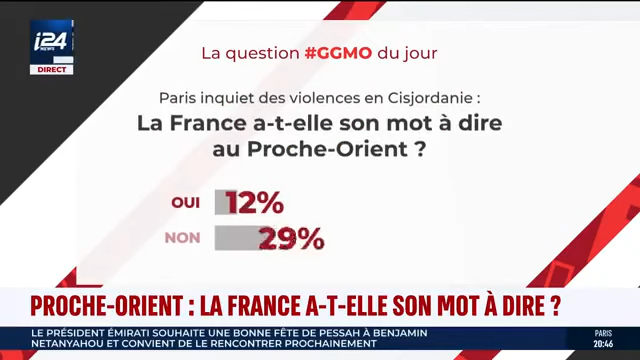 i24
NEWS
DIRECT
La question #GGMO du jour
Paris inquiet des violences en Cisjordanie :
La France a-t-elle son mot à dire
au Proche-Orient ?
OUI 12%
NON 29%
PROCHE-ORIENT : LA FRANCE A-T-ELLE SON MOT À DIRE ?
LE PRÉSIDENT ÉMIRATI SOUHAITE UNE BONNE FÊTE DE PESSAH À BENJAMIN
NETANYAHOU ET CONVIENT DE LE RENCONTRER PROCHAINEMENT
PARIS
20:46